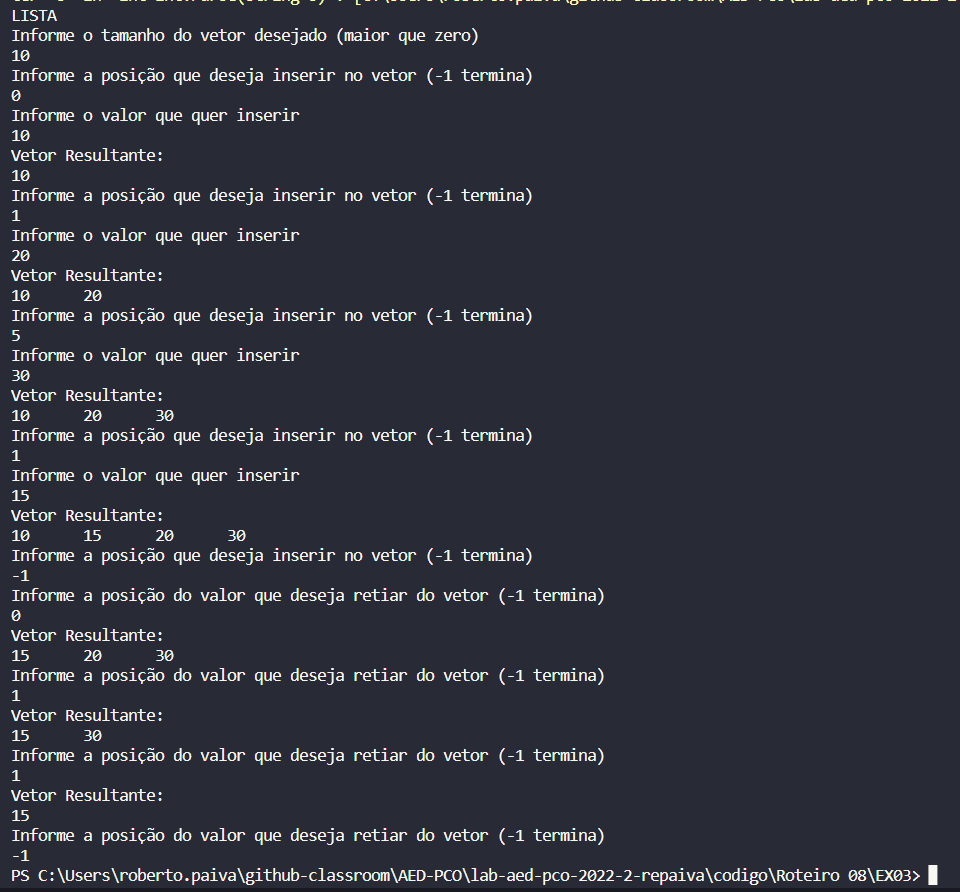 LISTA
Informe o tamanho do vetor desejado (maior que zero)
10
Informe a posição que deseja inserir no vetor (-1 termina)
0
Informe o valor que quer inserir
10
Vetor Resultante:
10
Informe a posição que deseja inserir no vetor (-1 termina)
1
Informe o valor que quer inserir
20
Vetor Resultante:
10      20
Informe a posição que deseja inserir no vetor (-1 termina)
5
Informe o valor que quer inserir
30
Vetor Resultante:
10      20      30
Informe a posição que deseja inserir no vetor (-1 termina)
1
Informe o valor que quer inserir
15
Vetor Resultante:
10      15      20      30
Informe a posição que deseja inserir no vetor (-1 termina)
-1
Informe a posição do valor que deseja retiar do vetor (-1 termina)
0
Vetor Resultante:
15      20      30
Informe a posição do valor que deseja retiar do vetor (-1 termina)
1
Vetor Resultante:
15      30
Informe a posição do valor que deseja retiar do vetor (-1 termina)
1
Vetor Resultante:
15
Informe a posição do valor que deseja retiar do vetor (-1 termina)
-1
PS C:\Users\roberto.paiva\github-classroom\AED-PCO\lab-aed-pco-2022-2-repaiva\codigo\Roteiro 08\EX03>